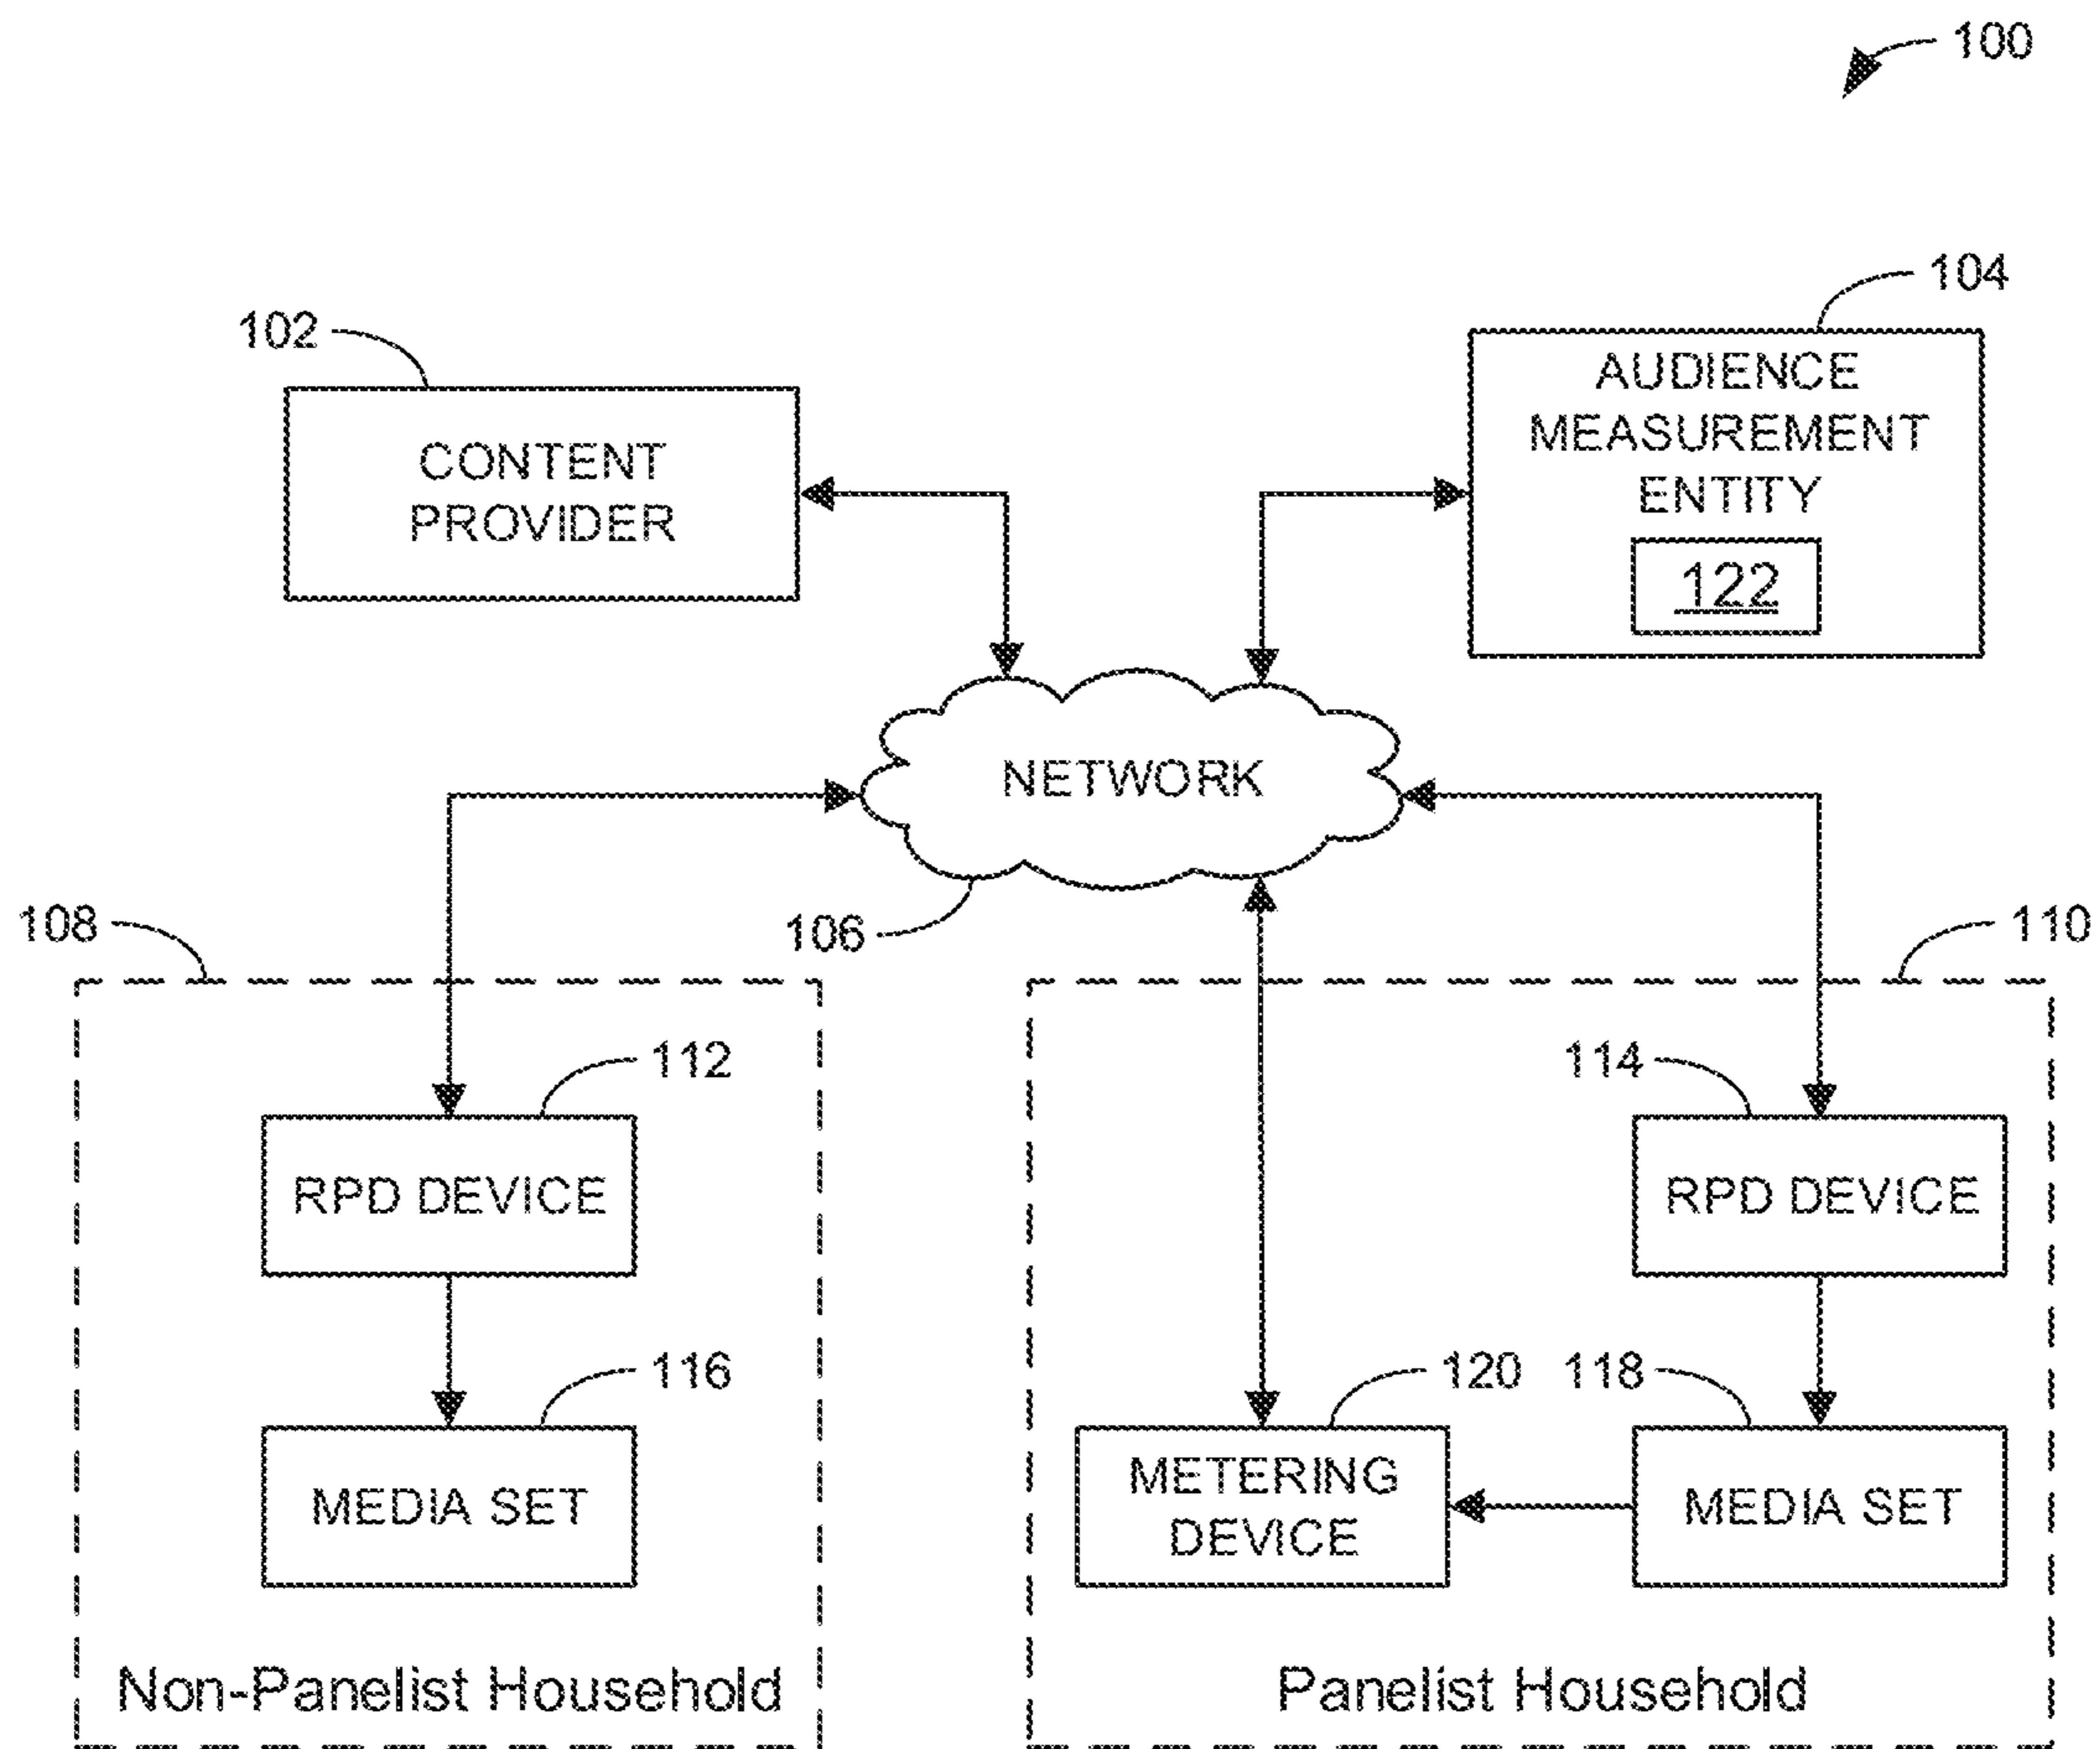 100
104
102
AUDIENCE
MEASUREMENT
ENTITY
122
CONTENT
PROVIDER
NETWORK
108
106
110
112
114
RPD DEVICE
RPD DEVICE
116
120
118
MEDIA SET
METERING
DEVICE
MEDIA SET
Non-Panelist Household
Panelist Household